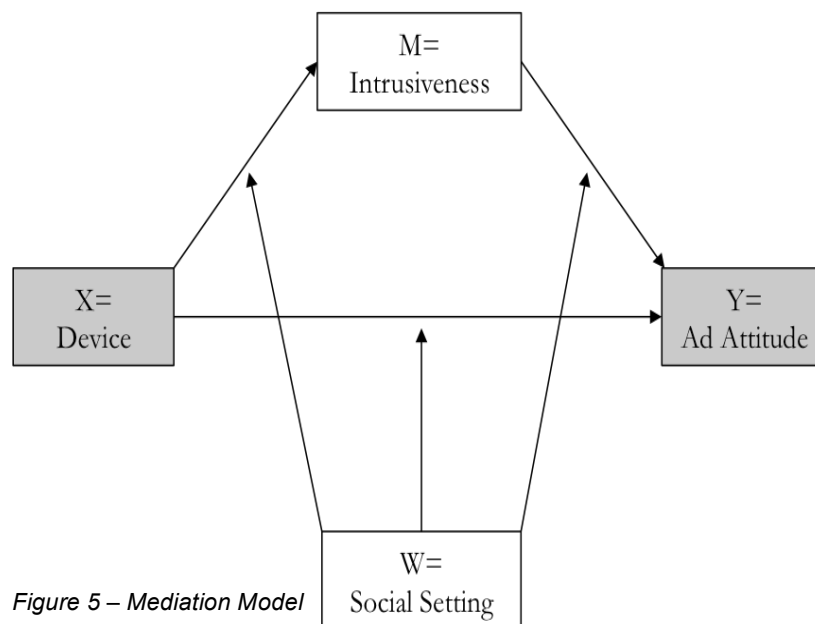 M=
Intrusiveness
X=
Device
Y=
Ad Attitude
W=
Social Setting
Figure 5 – Mediation Model